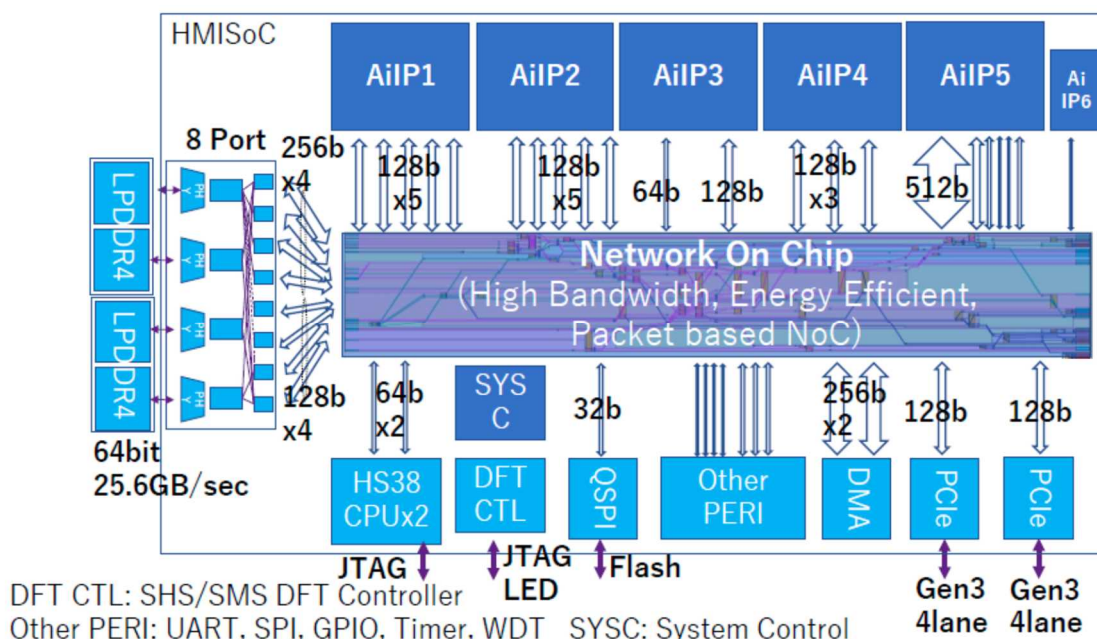 HMISoC
AiIP1
AiIP2
AiIP3
AiIP4
AiIP5
Ai
IP6
8 Port
256b
x4
128b
x5
128b
x5
64b
128b
128b
x3
512b
LPDDR4
LPDDR4
PHY
PHY
PHY
PHY
Network On Chip
(High Bandwidth, Energy Efficient,
Packet based NoC)
128b
x4
64b
x2
SYS
C
32b
256b
x2
128b
128b
64bit
25.6GB/sec
HS38
CPUx2
DFT
CTL
QSPI
Other
PERI
DMA
PCIe
PCIe
JTAG
JTAG
LED
Flash
Gen3
4lane
Gen3
4lane
DFT CTL: SHS/SMS DFT Controller
Other PERI: UART, SPI, GPIO, Timer, WDT SYSC: System Control